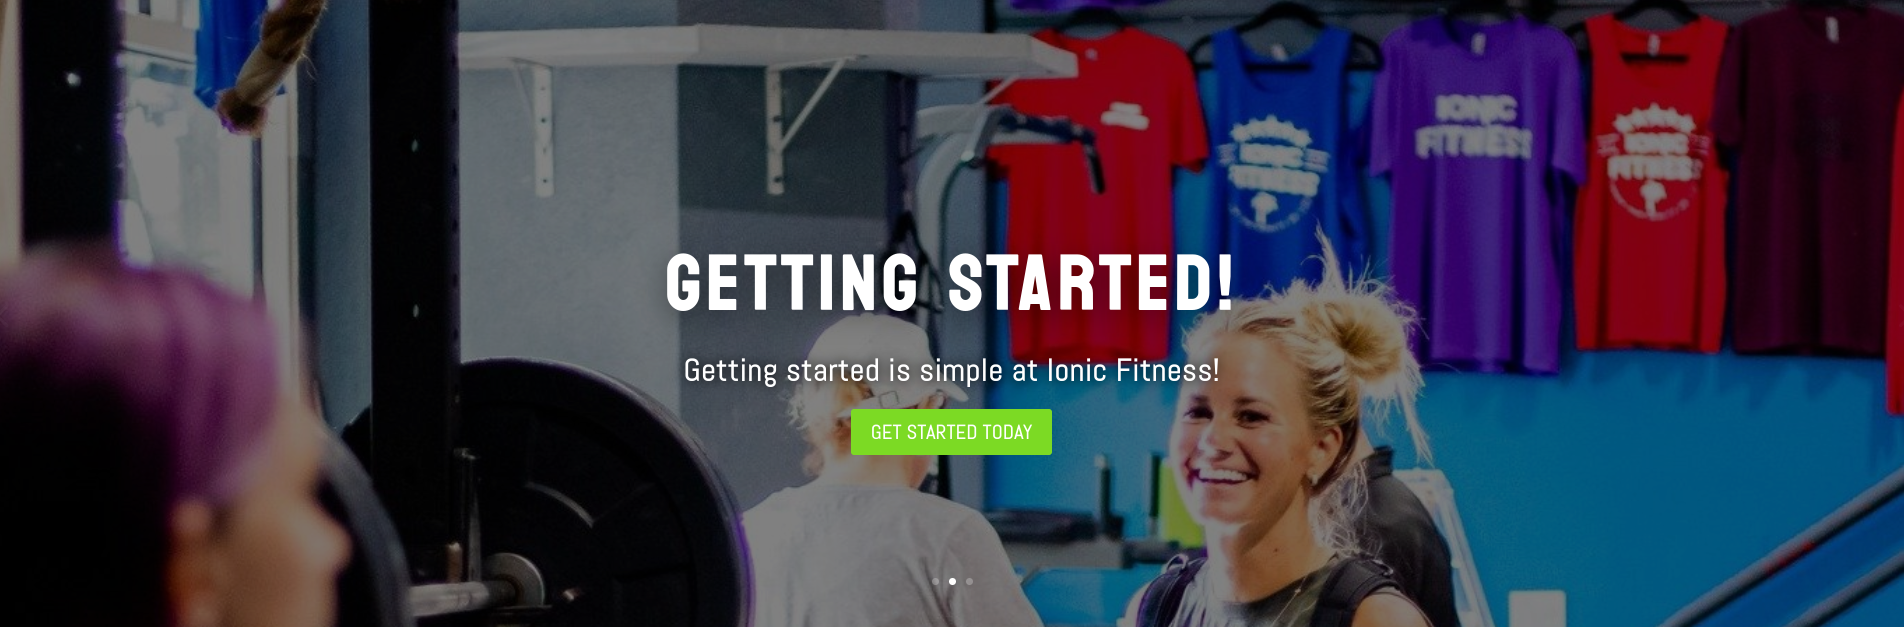 IONIC
FITNESS
IONIC
FITNESS
IONIC
FITNESS
GETTING STARTED!
Getting started is simple at Ionic Fitness!
GET STARTED TODAY